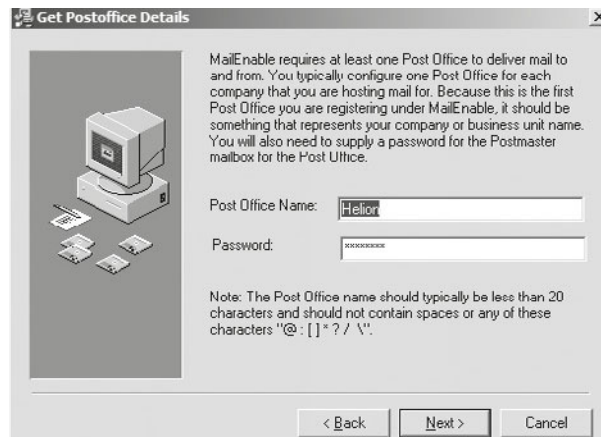 Get Postoffice Details
MailEnable requires at least one Post Office to deliver mail to
and from. You typically configure one Post Office for each
company that you are hosting mail for. Because this is the first
Post Office you are registering under MailEnable, it should be
something that represents your company or business unit name.
You will also need to supply a password for the Postmaster
mailbox for the Post Office.
Post Office Name: Helion
Password: xxxxxxxx
Note: The Post Office name should typically be less than 20
characters and should not contain spaces or any of these
characters "@ : [ ] * ? / \".
< Back Next > Cancel